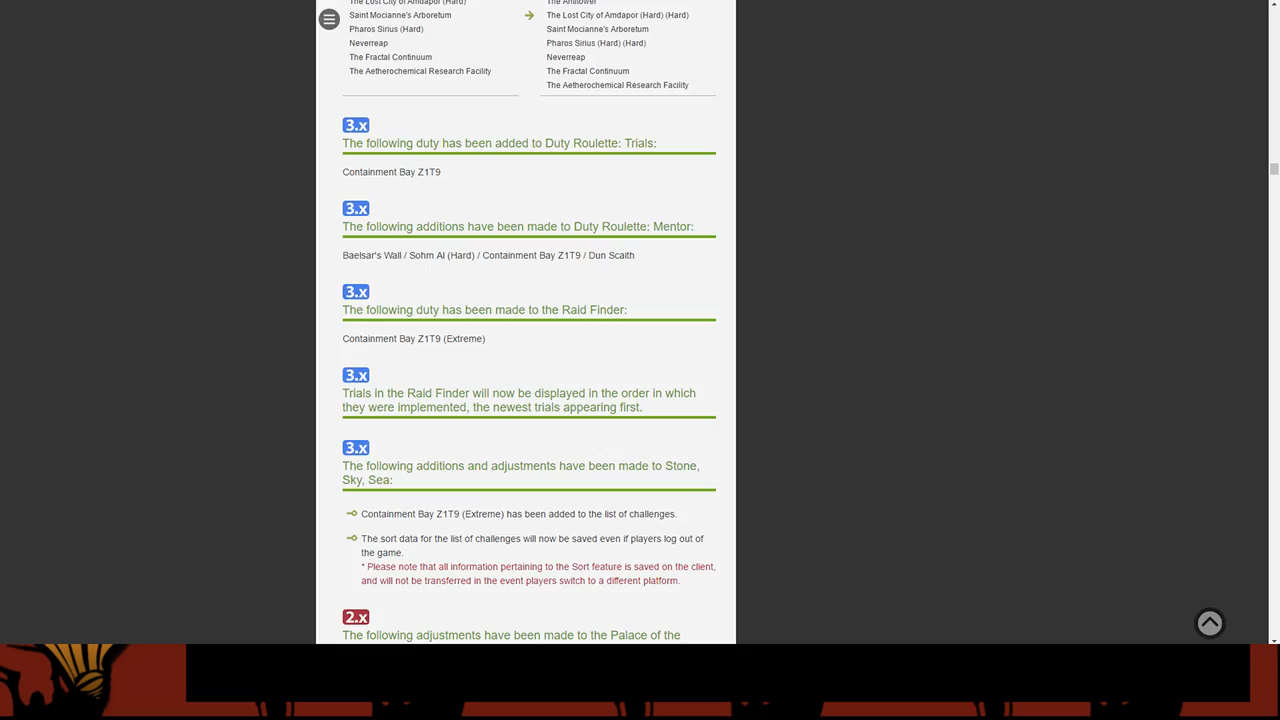 The Lost City of Amdapor (Hard)
Saint Mocianne's Arboretum
Pharos Sirius (Hard)
Neverreap
The Fractal Continuum
The Aetherochemical Research Facility
The Antitower
The Lost City of Amdapor (Hard) (Hard)
Saint Mocianne's Arboretum
Pharos Sirius (Hard) (Hard)
Neverreap
The Fractal Continuum
The Aetherochemical Research Facility
3.x
The following duty has been added to Duty Roulette: Trials:
Containment Bay Z1T9
3.x
The following additions have been made to Duty Roulette: Mentor:
Baelsar's Wall / Sohm Al (Hard) / Containment Bay Z1T9 / Dun Scaith
3.x
The following duty has been made to the Raid Finder:
Containment Bay Z1T9 (Extreme)
3.x
Trials in the Raid Finder will now be displayed in the order in which
they were implemented, the newest trials appearing first.
3.x
The following additions and adjustments have been made to Stone,
Sky, Sea:
Containment Bay Z1T9 (Extreme) has been added to the list of challenges.
The sort data for the list of challenges will now be saved even if players log out of
the game.
* Please note that all information pertaining to the Sort feature is saved on the client,
and will not be transferred in the event players switch to a different platform.
2.x
The following adjustments have been made to the Palace of the